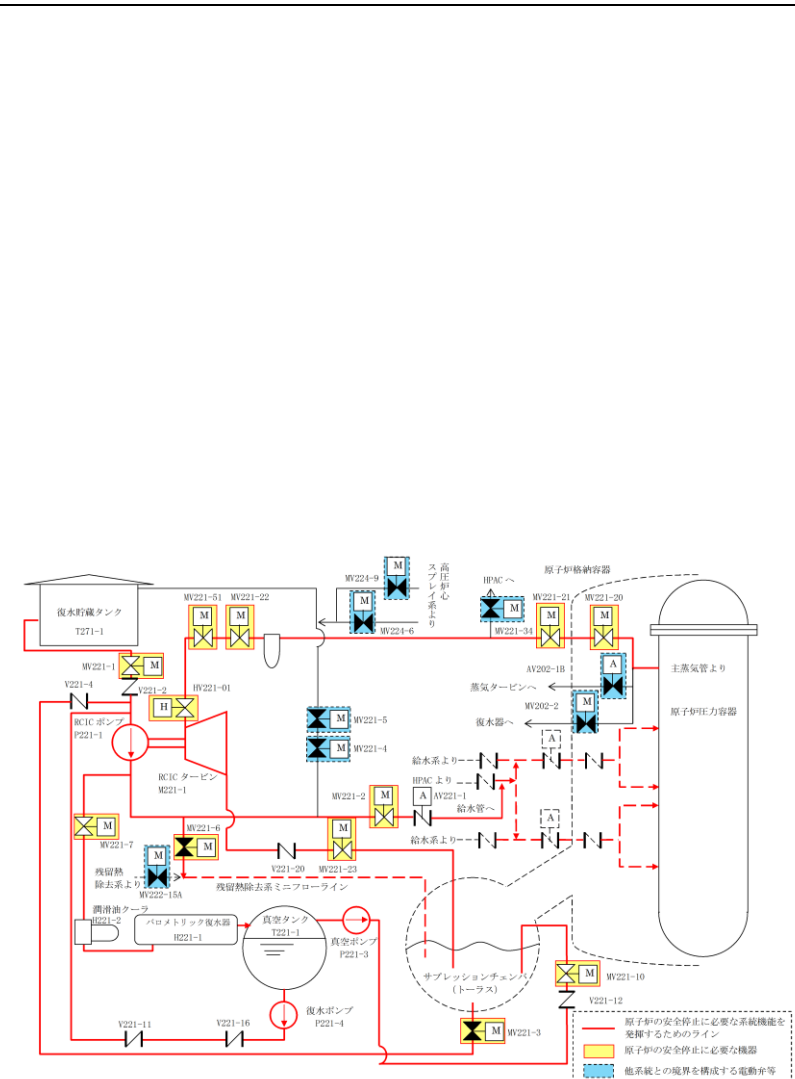 高圧炉心
スプレイ系より
MV224-9
M
HPACへ
原子炉格納容器
MV221-51
MV221-22
MV221-21
MV221-20
M
M
M
M
M
M
MV224-6
MV221-34
復水貯蔵タンク
T271-1
MV221-1
M
V221-4
V221-2
HV221-01
H
AV202-1B
A
主蒸気管より
蒸気タービンへ
MV202-2
M
復水器へ
原子炉圧力容器
RCICポンプ
P221-1
M
MV221-5
M
MV221-4
A
給水系より
RCICタービン
M221-1
HPACより
MV221-2
M
A
AV221-1
給水管へ
A
給水系より
M
MV221-7
MV221-6
M
M
V221-20
MV221-23
残留熱
除去系より
M
MV222-15A
残留熱除去系ミニフローライン
潤滑油クーラ
H221-2
バロメトリック復水器
H221-1
真空タンク
T221-1
真空ポンプ
P221-3
サプレッションチェンバ
(トーラス)
M
MV221-10
V221-12
復水ポンプ
P221-4
V221-11
V221-16
M
MV221-3
原子炉の安全停止に必要な系統機能を
発揮するためのライン
原子炉の安全停止に必要な機器
他系統との境界を構成する電動弁等